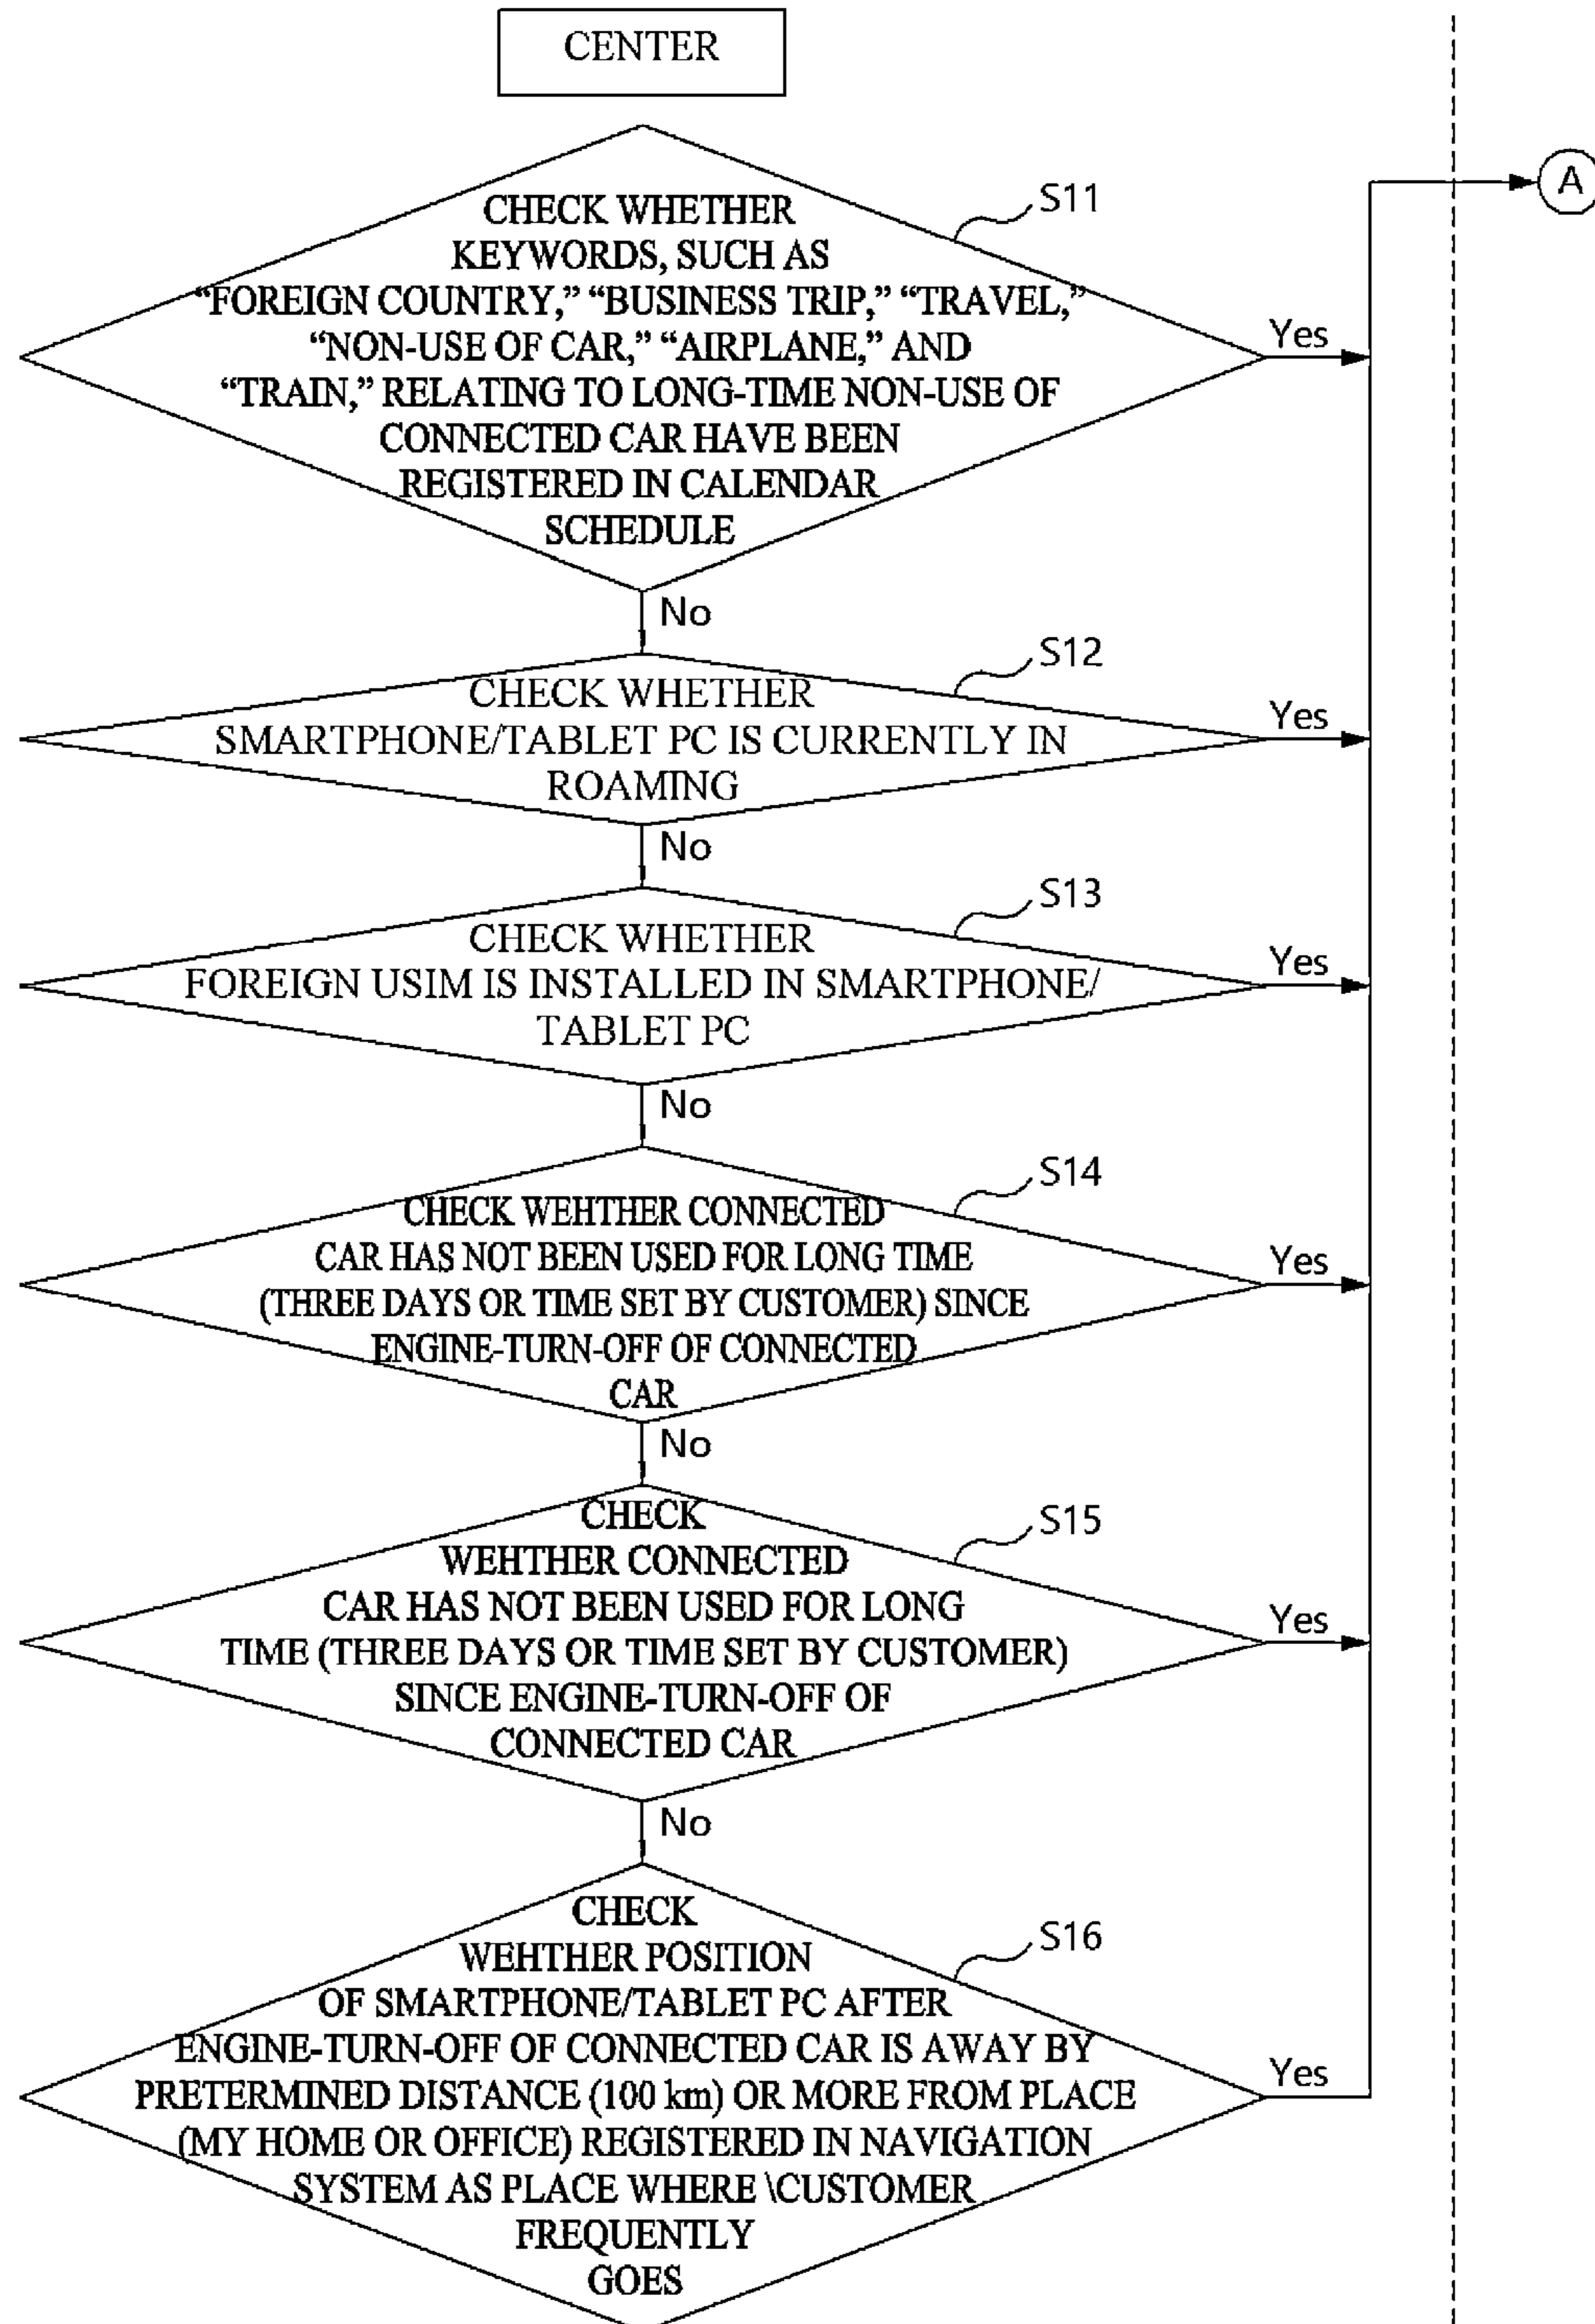 CENTER
A
S11
CHECK WHETHER
KEYWORDS, SUCH AS
“FOREIGN COUNTRY,” “BUSINESS TRIP,” “TRAVEL,”
“NON-USE OF CAR,” “AIRPLANE,” AND
“TRAIN,” RELATING TO LONG-TIME NON-USE OF
CONNECTED CAR HAVE BEEN
REGISTERED IN CALENDAR
SCHEDULE
Yes
No
S12
CHECK WHETHER
SMARTPHONE/TABLET PC IS CURRENTLY IN
ROAMING
Yes
No
S13
CHECK WHETHER
FOREIGN USIM IS INSTALLED IN SMARTPHONE/
TABLET PC
Yes
No
S14
CHECK WEHTHER CONNECTED
CAR HAS NOT BEEN USED FOR LONG TIME
(THREE DAYS OR TIME SET BY CUSTOMER) SINCE
ENGINE-TURN-OFF OF CONNECTED
CAR
Yes
No
S15
CHECK
WEHTHER CONNECTED
CAR HAS NOT BEEN USED FOR LONG
TIME (THREE DAYS OR TIME SET BY CUSTOMER)
SINCE ENGINE-TURN-OFF OF
CONNECTED CAR
Yes
No
S16
CHECK
WEHTHER POSITION
OF SMARTPHONE/TABLET PC AFTER
ENGINE-TURN-OFF OF CONNECTED CAR IS AWAY BY
PRETERMINED DISTANCE (100 km) OR MORE FROM PLACE
(MY HOME OR OFFICE) REGISTERED IN NAVIGATION
SYSTEM AS PLACE WHERE \CUSTOMER
FREQUENTLY
GOES
Yes